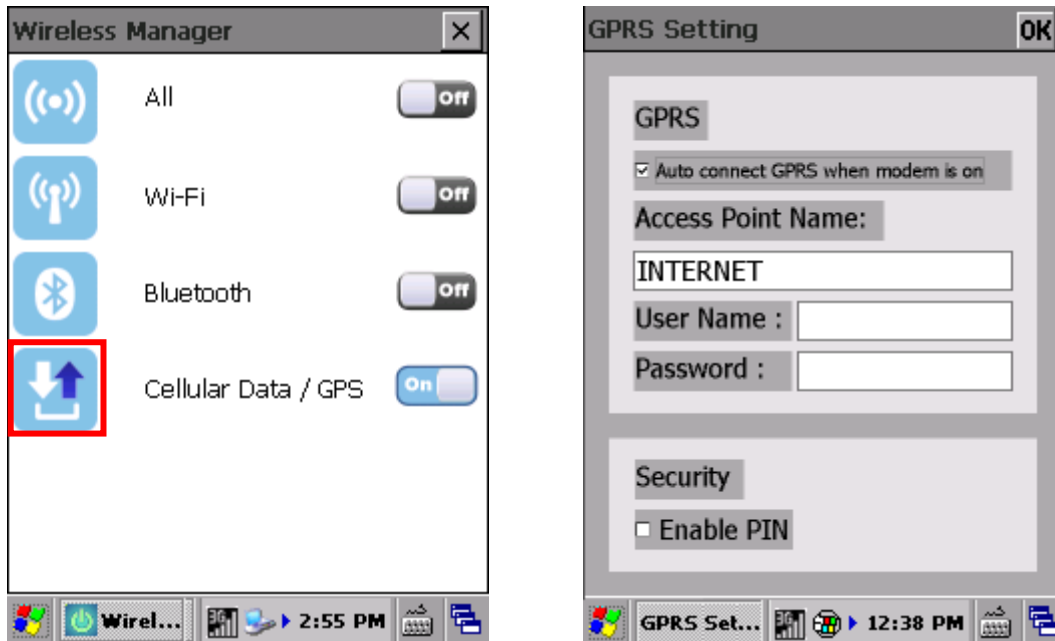 Wireless Manager
All
Off
Wi-Fi
Off
Bluetooth
Off
Cellular Data / GPS
On
Wirel...
3G
2:55 PM
GPRS Setting
OK
GPRS
Auto connect GPRS when modem is on
Access Point Name:
INTERNET
User Name :
Password :
Security
Enable PIN
GPRS Set...
3G
12:38 PM